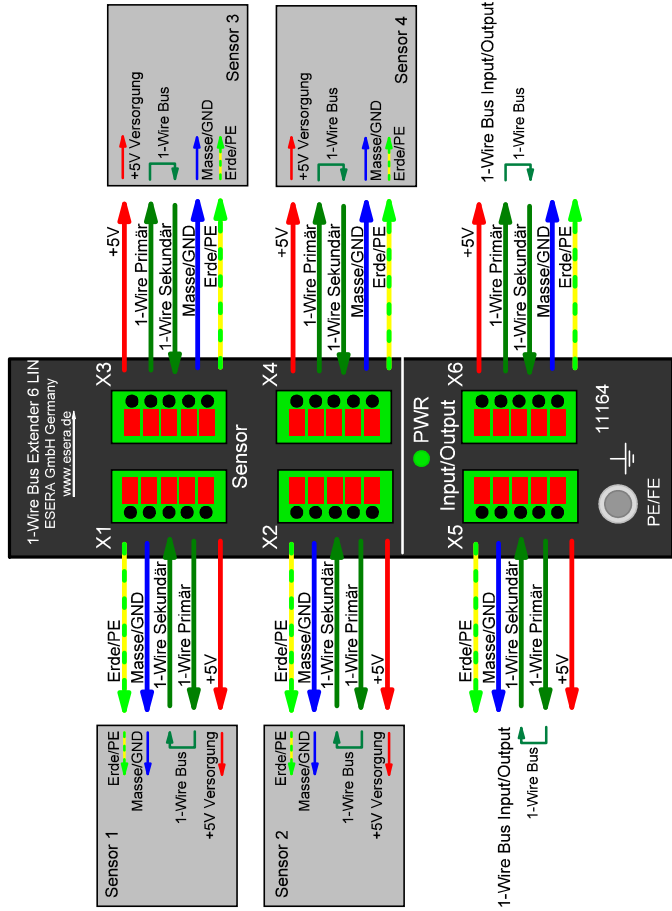 1-Wire Bus Input/Output
1-Wire Bus
Erde/PE
Masse/GND
1-Wire Sekundär
1-Wire Primär
+5V
Sensor 2
Erde/PE
Masse/GND
1-Wire Bus
+5V Versorgung
Erde/PE
Masse/GND
1-Wire Sekundär
1-Wire Primär
+5V
Sensor 1
Erde/PE
Masse/GND
1-Wire Bus
+5V Versorgung
Erde/PE
Masse/GND
1-Wire Sekundär
1-Wire Primär
+5V
X5
X2
X1
1-Wire Bus Extender 6 LIN
ESERA GmbH Germany
www.esera.de
PE/FE
11164
Input/Output
PWR
Sensor
X6
X4
X3
+5V
1-Wire Primär
1-Wire Sekundär
Masse/GND
Erde/PE
1-Wire Bus Input/Output
1-Wire Bus
+5V
1-Wire Primär
1-Wire Sekundär
Masse/GND
Erde/PE
+5V Versorgung
1-Wire Bus
Masse/GND
Erde/PE
Sensor 4
+5V
1-Wire Primär
1-Wire Sekundär
Masse/GND
Erde/PE
+5V Versorgung
1-Wire Bus
Masse/GND
Erde/PE
Sensor 3